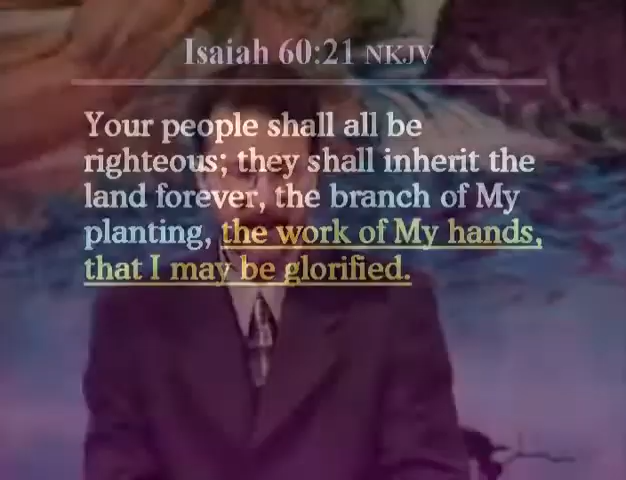 Isaiah 60:21 NKJV
Your people shall all be
righteous; they shall inherit the
land forever, the branch of My
planting, the work of My hands,
that I may be glorified.